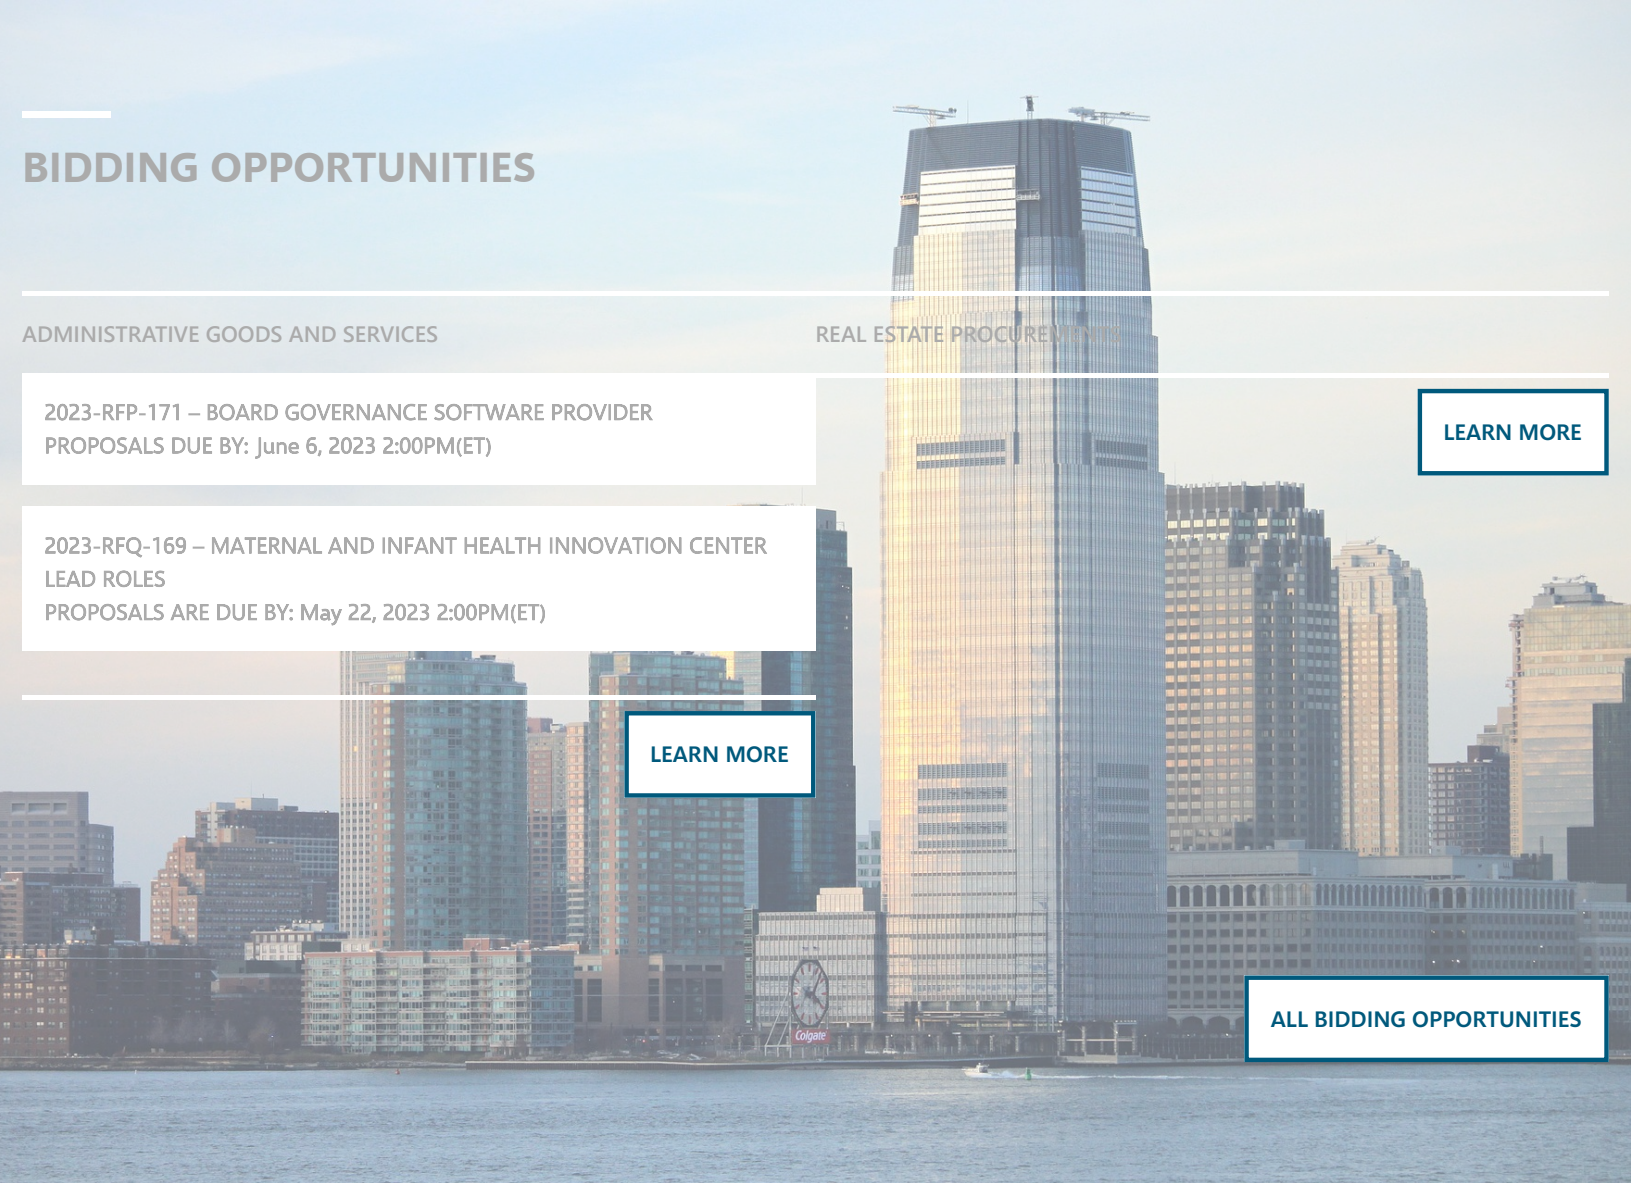 BIDDING OPPORTUNITIES
ADMINISTRATIVE GOODS AND SERVICES
2023-RFP-171 – BOARD GOVERNANCE SOFTWARE PROVIDER
PROPOSALS DUE BY: June 6, 2023 2:00PM(ET)
2023-RFQ-169 – MATERNAL AND INFANT HEALTH INNOVATION CENTER
LEAD ROLES
PROPOSALS ARE DUE BY: May 22, 2023 2:00PM(ET)
LEARN MORE
REAL ESTATE PROCUREMENTS
LEARN MORE
Colgate
ALL BIDDING OPPORTUNITIES